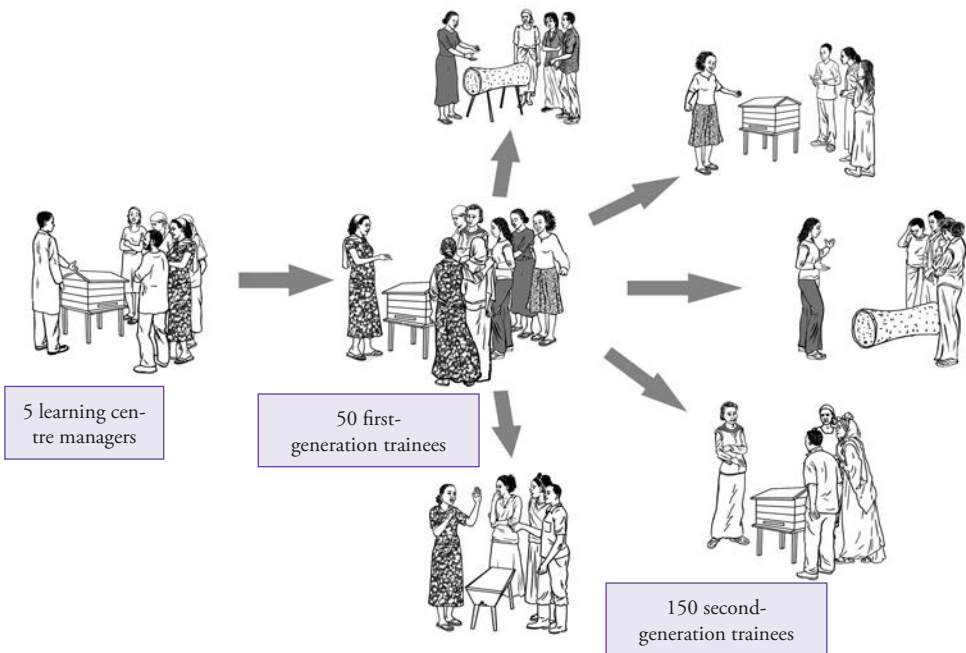 5 learning cen-
tre managers
50 first-
generation trainees
150 second-
generation trainees